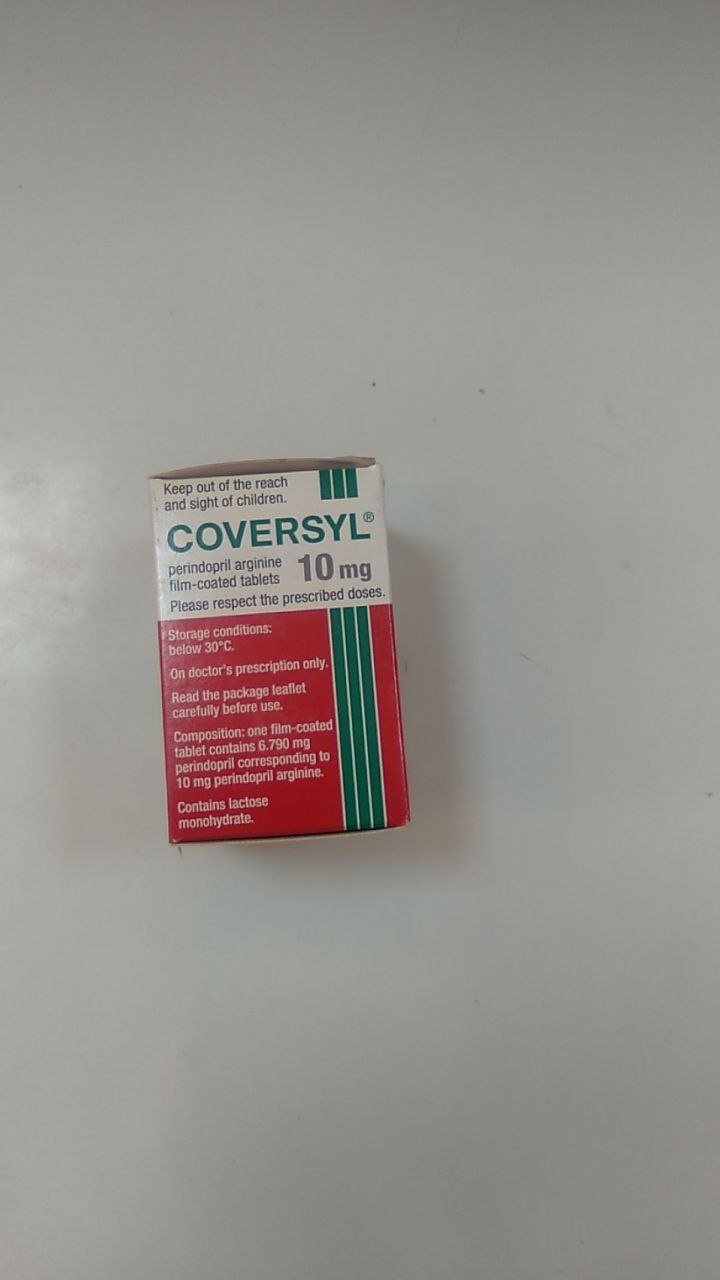 Keep out of the reach
and sight of children.
COVERSYL®
perindopril arginine
film-coated tablets
10 mg
Please respect the prescribed doses.
Storage conditions:
below 30°C.
On doctor's prescription only.
Read the package leaflet
carefully before use.
Composition: one film-coated
tablet contains 6.790 mg
perindopril corresponding to
10 mg perindopril arginine.
Contains lactose
monohydrate.